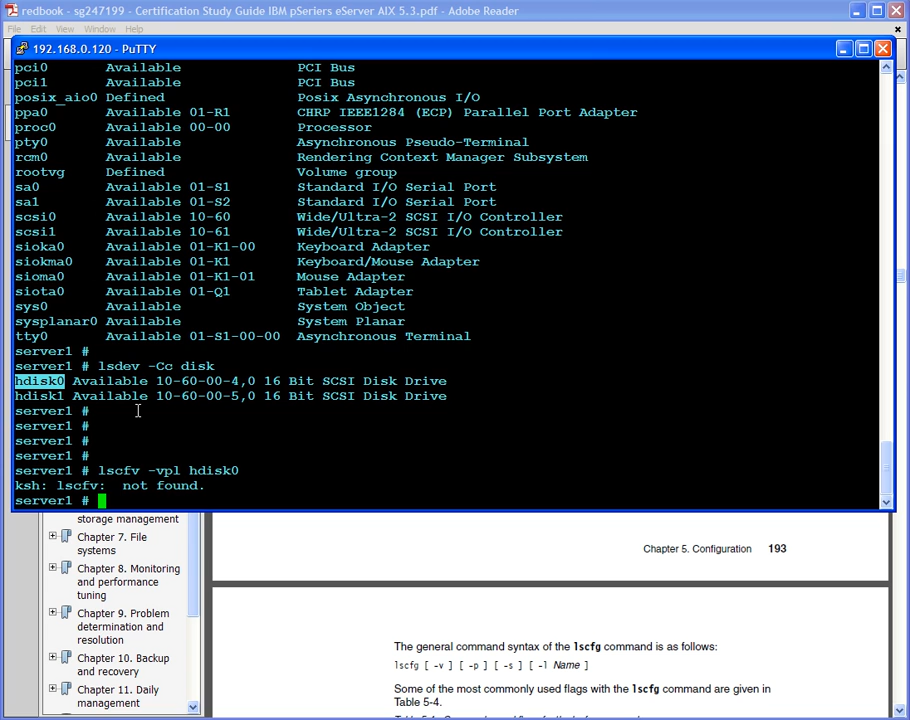 redbook - sg247199 - Certification Study Guide IBM pSeriers eServer AIX 5.3.pdf - Adobe Reader
File Edit View Window Help
192.168.0.120 - PuTTY
pci0 Available PCI Bus
pci1 Available PCI Bus
posix_aio0 Defined Posix Asynchronous I/O
ppa0 Available 01-R1 CHRP IEEE1284 (ECP) Parallel Port Adapter
proc0 Available 00-00 Processor
pty0 Available Asynchronous Pseudo-Terminal
rcm0 Available Rendering Context Manager Subsystem
rootvg Defined Volume group
sa0 Available 01-S1 Standard I/O Serial Port
sa1 Available 01-S2 Standard I/O Serial Port
scsi0 Available 10-60 Wide/Ultra-2 SCSI I/O Controller
scsi1 Available 10-61 Wide/Ultra-2 SCSI I/O Controller
sioka0 Available 01-K1-00 Keyboard Adapter
siokma0 Available 01-K1 Keyboard/Mouse Adapter
sioma0 Available 01-K1-01 Mouse Adapter
siota0 Available 01-Q1 Tablet Adapter
sys0 Available System Object
sysplanar0 Available System Planar
tty0 Available 01-S1-00-00 Asynchronous Terminal
server1 #
server1 # lsdev -Cc disk
hdisk0 Available 10-60-00-4,0 16 Bit SCSI Disk Drive
hdisk1 Available 10-60-00-5,0 16 Bit SCSI Disk Drive
server1 #
server1 #
server1 #
server1 #
server1 # lscfv -vpl hdisk0
ksh: lscfv: not found.
server1 #
storage management
Chapter 7. File
systems
Chapter 8. Monitoring
and performance
tuning
Chapter 9. Problem
determination and
resolution
Chapter 10. Backup
and recovery
Chapter 11. Daily
management
Chapter 5. Configuration 193
The general command syntax of the lscfg command is as follows:
lscfg [ -v ] [ -p ] [ -s ] [ -l Name ]
Some of the most commonly used flags with the lscfg command are given in
Table 5-4.